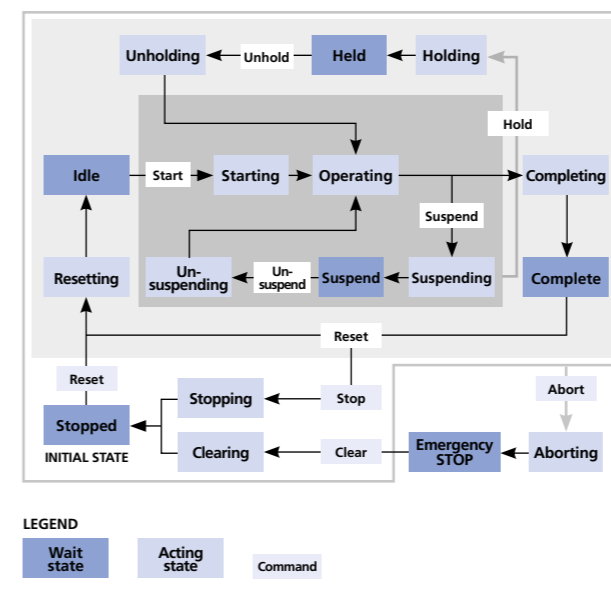 Unholding
Unhold
Held
Holding
Hold
Idle
Start
Starting
Operating
Completing
Suspend
Resetting
Un-
suspending
Un-
suspend
Suspend
Suspending
Complete
Reset
Reset
Stopping
Stop
Abort
Stopped
INITIAL STATE
Clearing
Clear
Emergency
STOP
Aborting
LEGEND
Wait
state
Acting
state
Command